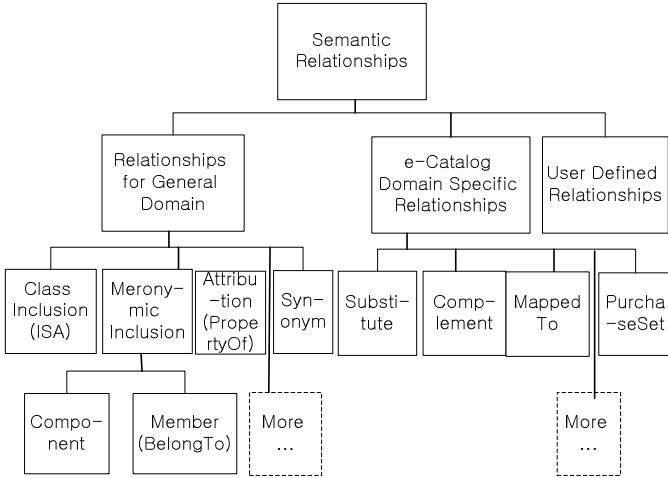 Semantic
Relationships
Relationships
for General
Domain
e-Catalog
Domain Specific
Relationships
User Defined
Relationships
Class
Inclusion
(ISA)
Merony-
mic
Inclusion
Attribu
-tion
(Prope
rtyOf)
Syn-
onym
Substi-
tute
Comp-
lement
Mapped
To
Purcha
-seSet
Compo-
nent
Member
(BelongTo)
More
...
More
...